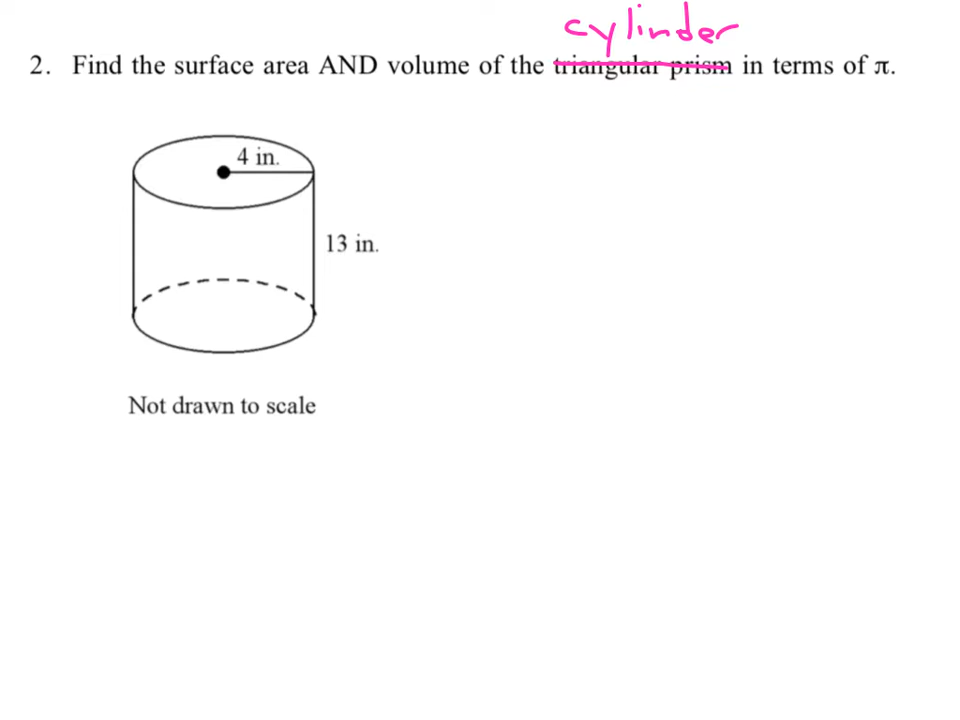 cylinder
2. Find the surface area AND volume of the triangular prism in terms of π.
4 in.
13 in.
Not drawn to scale